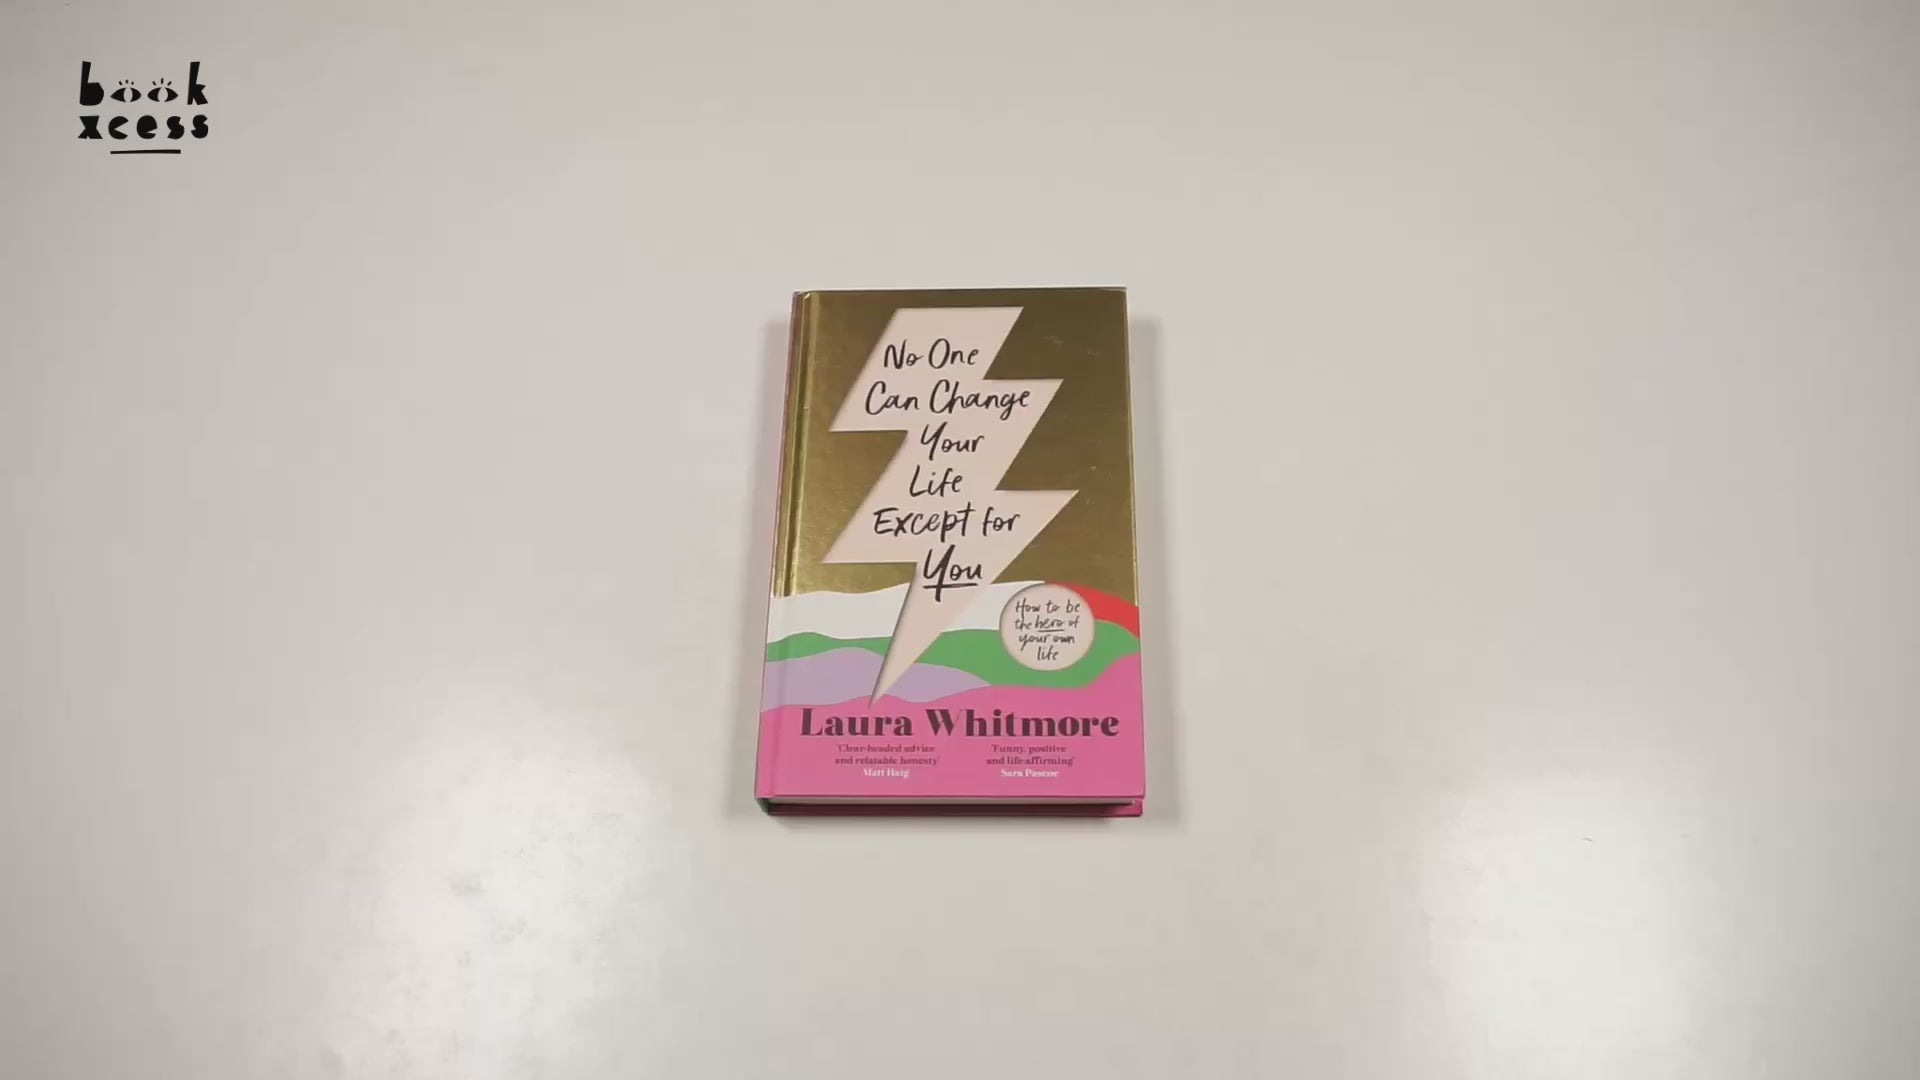 book
xcess
No One
Can Change
Your
Life
Except for
You
How to be
the hero of
your own
life
Laura Whitmore
'Clear-headed advice
and relatable honesty'
Matt Haig
'Funny, positive
and life-affirming'
Sara Pascoe